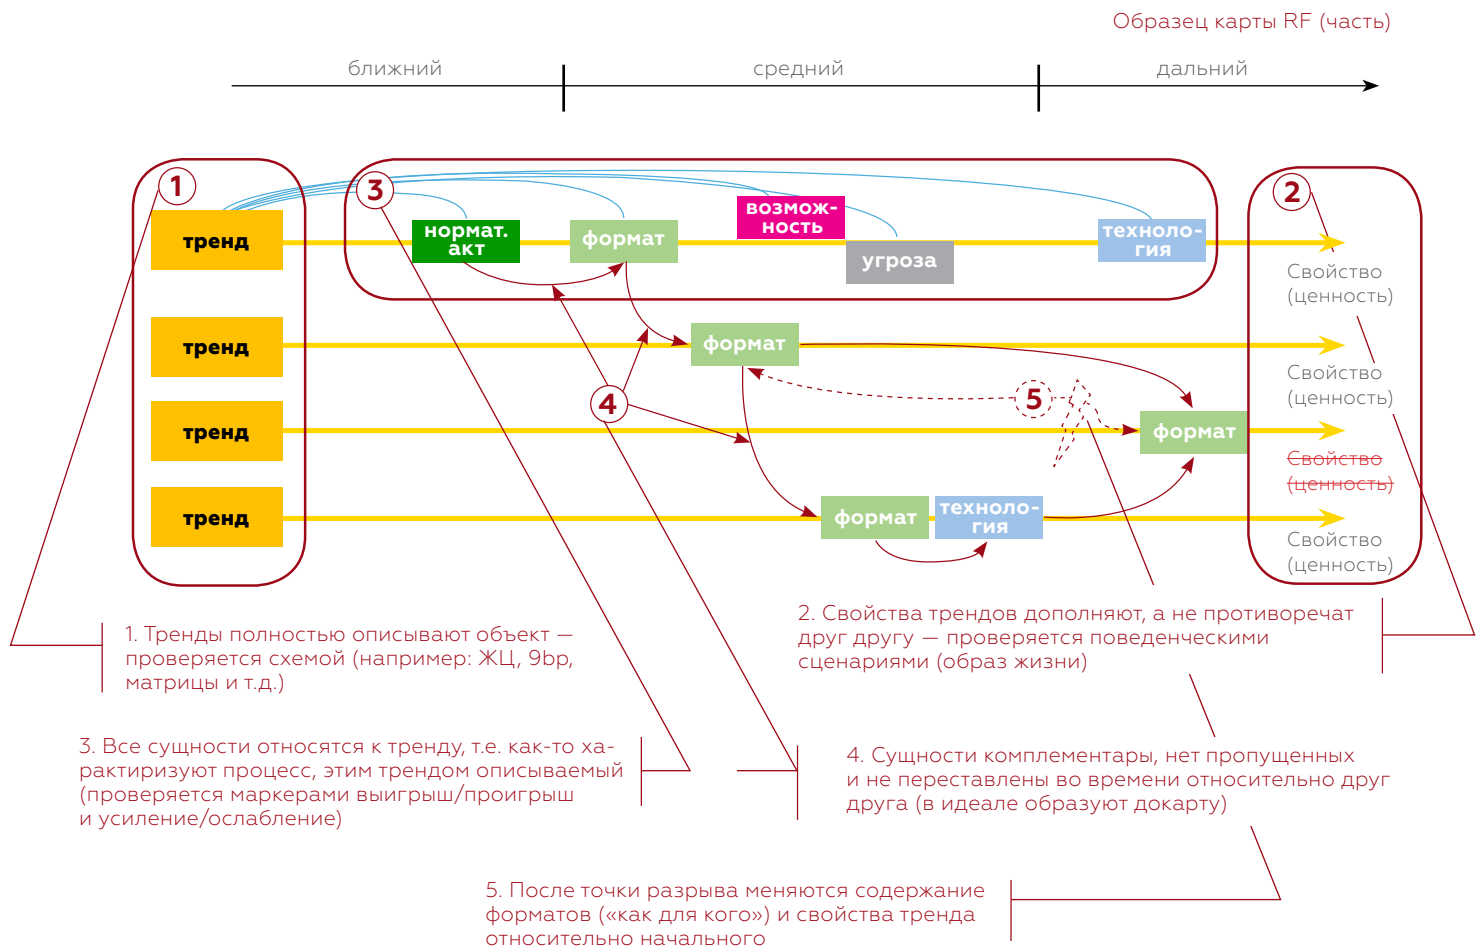 Образец карты RF (часть)
ближний
средний
дальний
1
3
2
тренд
нормат.
акт
формат
возмож-
ность
угроза
техноло-
гия
Свойство
(ценность)
тренд
формат
Свойство
(ценность)
4
5
тренд
формат
Свойство
(ценность)
тренд
формат
техноло-
гия
Свойство
(ценность)
1. Тренды полностью описывают объект —
проверяется схемой (например: ЖЦ, 9bp,
матрицы и т.д.)
2. Свойства трендов дополняют, а не противоречат
друг другу — проверяется поведенческими
сценариями (образ жизни)
3. Все сущности относятся к тренду, т.е. как-то ха-
рактиризуют процесс, этим трендом описываемый
(проверяется маркерами выигрыш/проигрыш
и усиление/ослабление)
4. Сущности комплементары, нет пропущенных
и не переставлены во времени относительно друг
друга (в идеале образуют докарту)
5. После точки разрыва меняются содержание
форматов («как для кого») и свойства тренда
относительно начального